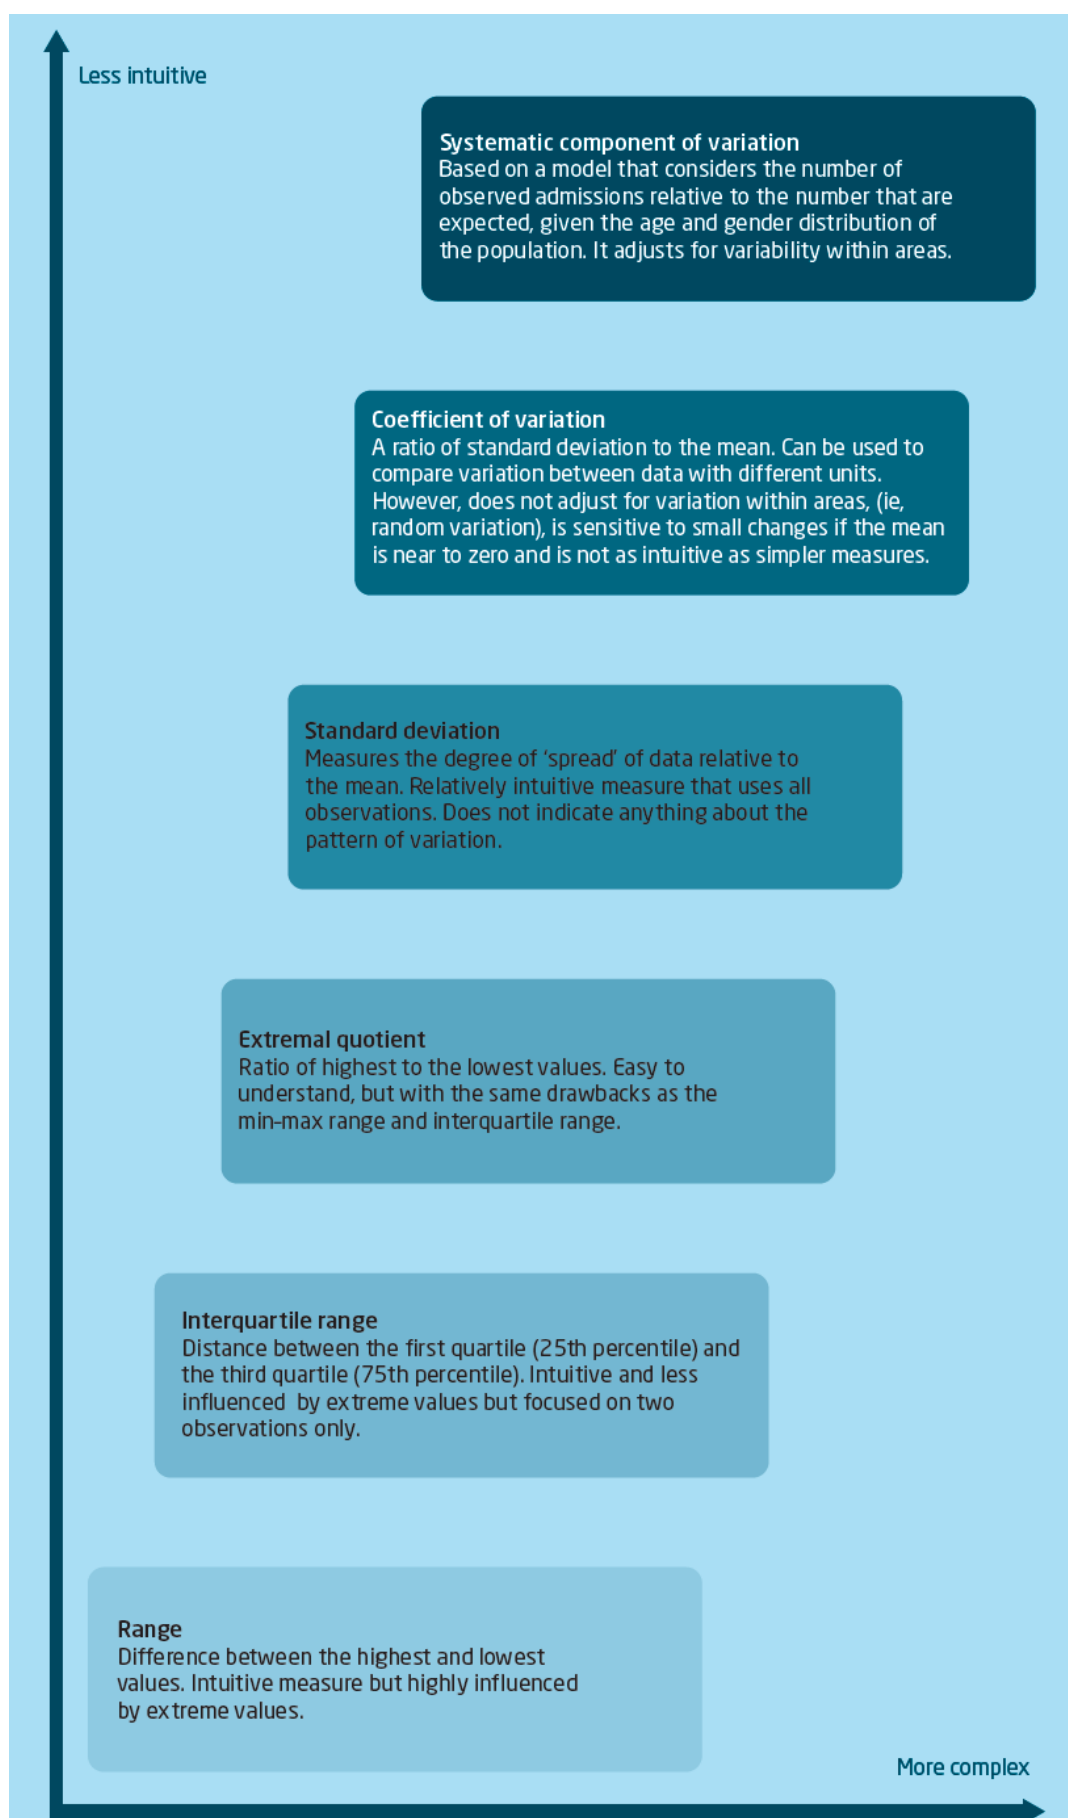 Less intuitive
Systematic component of variation
Based on a model that considers the number of
observed admissions relative to the number that are
expected, given the age and gender distribution of
the population. It adjusts for variability within areas.
Coefficient of variation
A ratio of standard deviation to the mean. Can be used to
compare variation between data with different units.
However, does not adjust for variation within areas, (ie,
random variation), is sensitive to small changes if the mean
is near to zero and is not as intuitive as simpler measures.
Standard deviation
Measures the degree of ‘spread’ of data relative to
the mean. Relatively intuitive measure that uses all
observations. Does not indicate anything about the
pattern of variation.
Extremal quotient
Ratio of highest to the lowest values. Easy to
understand, but with the same drawbacks as the
min–max range and interquartile range.
Interquartile range
Distance between the first quartile (25th percentile) and
the third quartile (75th percentile). Intuitive and less
influenced by extreme values but focused on two
observations only.
Range
Difference between the highest and lowest
values. Intuitive measure but highly influenced
by extreme values.
More complex